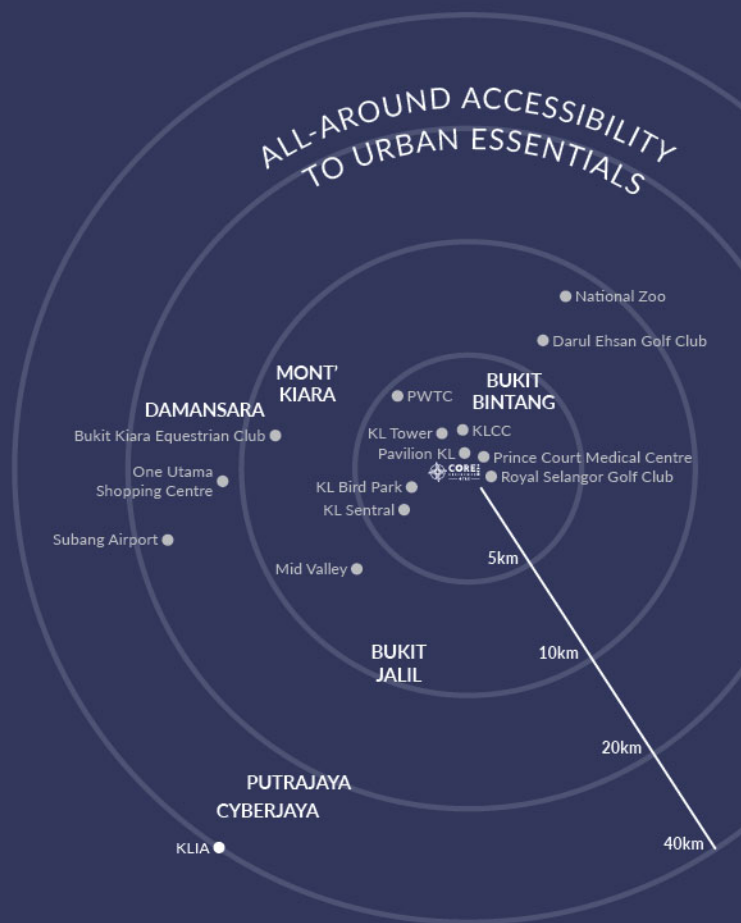 ALL-AROUND ACCESSIBILITY
TO URBAN ESSENTIALS
National Zoo
Darul Ehsan Golf Club
MONT'
KIARA
BUKIT
BINTANG
PWTC
DAMANSARA
KLCC
KL Tower
Bukit Kiara Equestrian Club
Pavilion KL
Prince Court Medical Centre
CORE
One Utama
Shopping Centre
Royal Selangor Golf Club
KL Bird Park
KL Sentral
Subang Airport
5km
Mid Valley
BUKIT
JALIL
10km
20km
PUTRAJAYA
CYBERJAYA
KLIA
40km